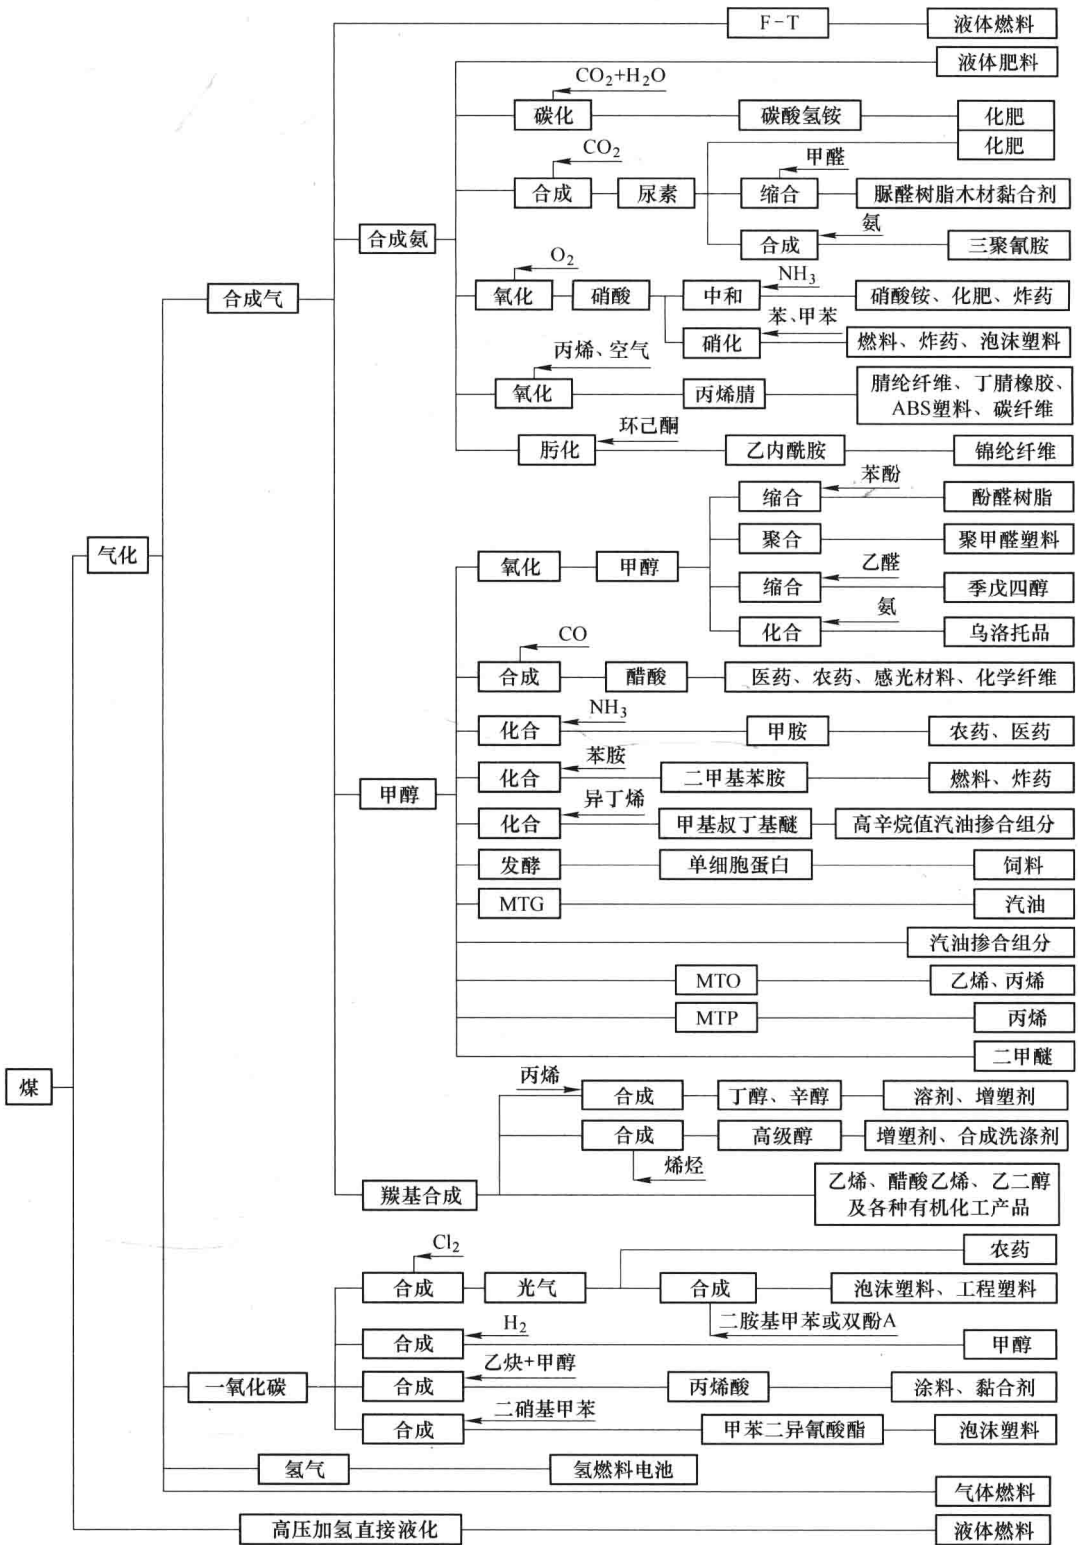 F-T
液体燃料
液体肥料
CO₂+H₂O
碳化
碳酸氢铵
化肥
化肥
CO₂
合成
尿素
甲醛
缩合
脲醛树脂木材黏合剂
合成氨
氨
合成
三聚氰胺
合成气
O₂
氧化
硝酸
NH₃
中和
硝酸铵、化肥、炸药
苯、甲苯
硝化
燃料、炸药、泡沫塑料
丙烯、空气
氧化
丙烯腈
腈纶纤维、丁腈橡胶、
ABS塑料、碳纤维
环己酮
肟化
乙内酰胺
锦纶纤维
苯酚
缩合
酚醛树脂
气化
氧化
甲醇
聚合
聚甲醛塑料
乙醛
缩合
季戊四醇
氨
化合
乌洛托品
CO
合成
醋酸
医药、农药、感光材料、化学纤维
NH₃
化合
甲胺
农药、医药
苯胺
化合
二甲基苯胺
燃料、炸药
甲醇
异丁烯
化合
甲基叔丁基醚
高辛烷值汽油掺合组分
发酵
单细胞蛋白
饲料
MTG
汽油
汽油掺合组分
MTO
乙烯、丙烯
MTP
丙烯
二甲醚
煤
丙烯
合成
丁醇、辛醇
溶剂、增塑剂
合成
高级醇
增塑剂、合成洗涤剂
烯烃
羰基合成
乙烯、醋酸乙烯、乙二醇
及各种有机化工产品
Cl₂
农药
合成
光气
合成
泡沫塑料、工程塑料
二胺基甲苯或双酚A
H₂
合成
甲醇
一氧化碳
乙炔+甲醇
合成
丙烯酸
涂料、黏合剂
二硝基甲苯
合成
甲苯二异氰酸酯
泡沫塑料
氢气
氢燃料电池
气体燃料
高压加氢直接液化
液体燃料